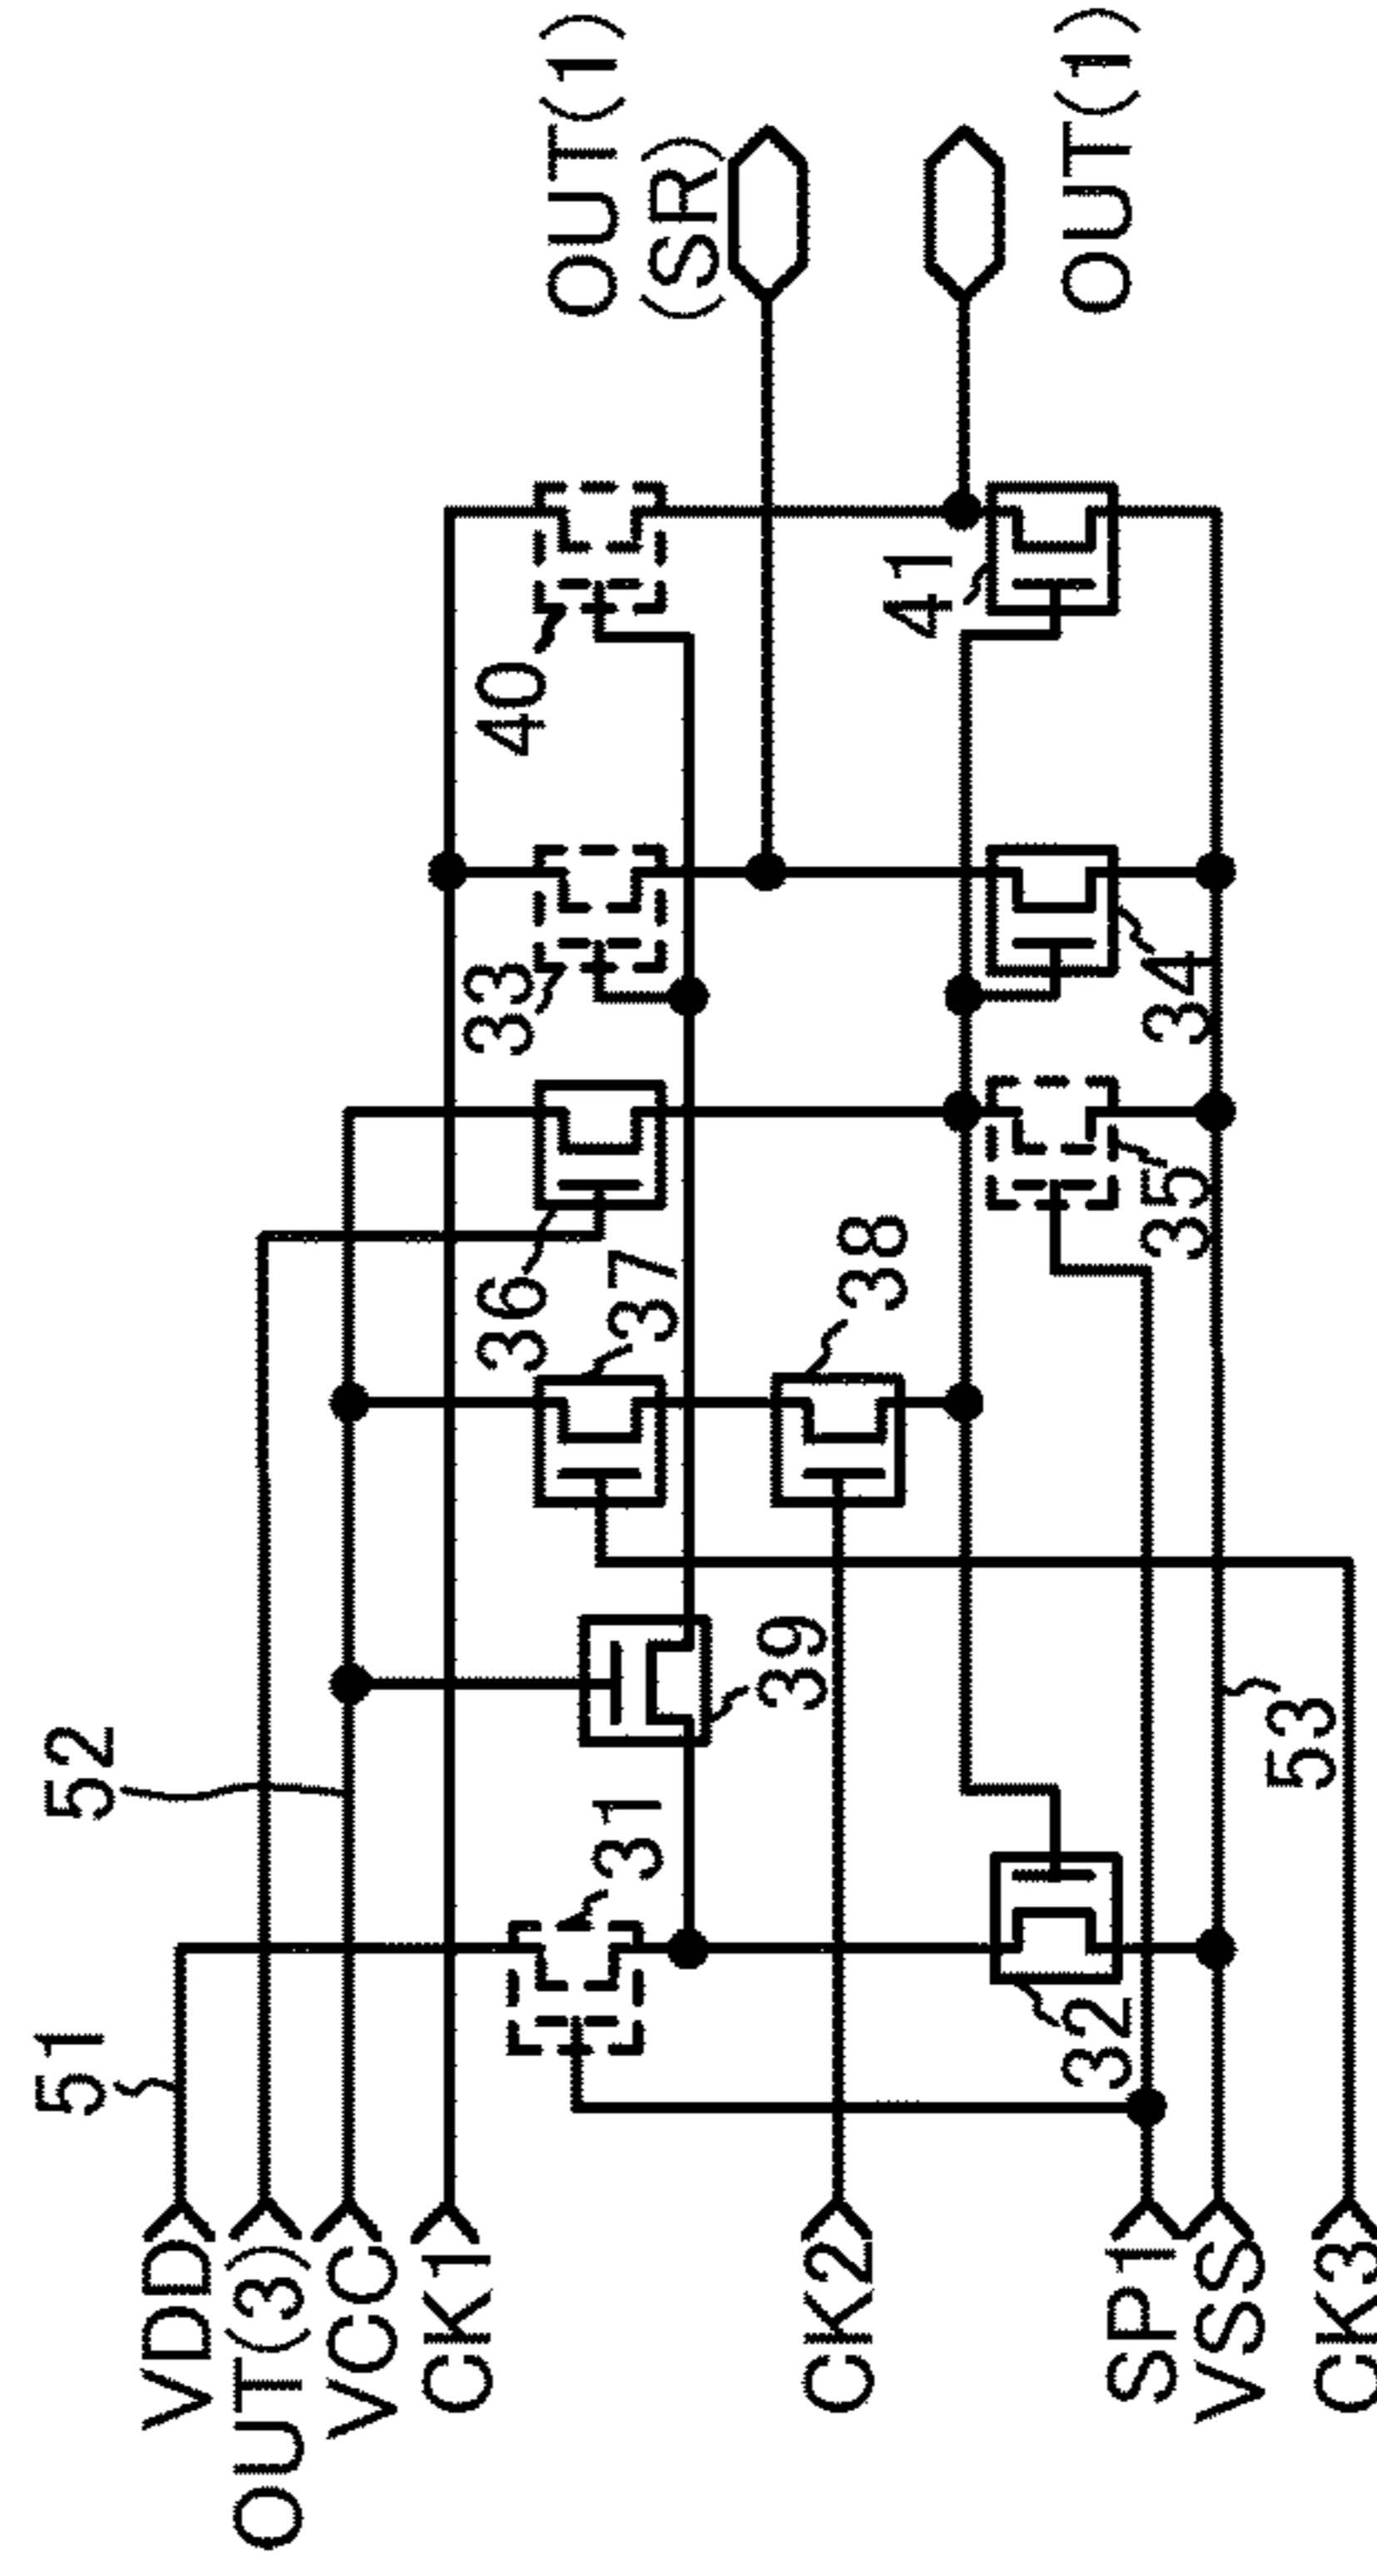 51
52
VDD
OUT(3)
VCC
CK1
CK2
SP1
VSS
CK3
31
32
39
37
38
36
35
33
34
40
41
53
OUT(1)
(SR)
OUT(1)